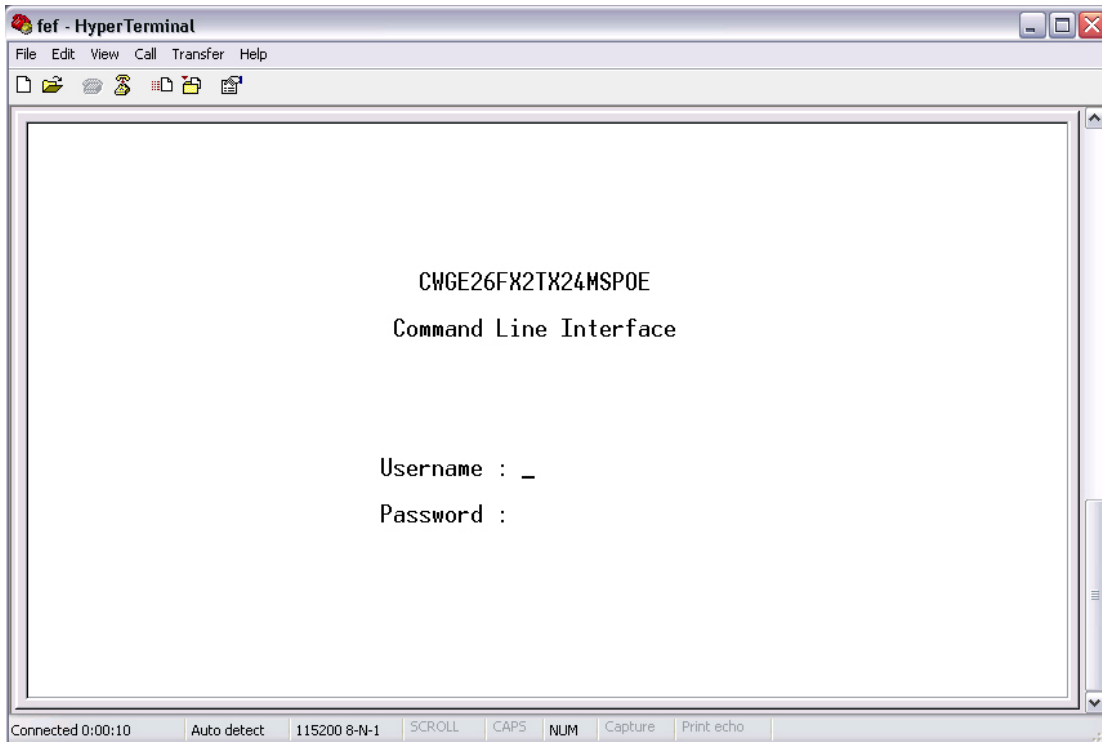 fef - HyperTerminal
File Edit View Call Transfer Help
CWGE26FX2TX24MSPOE
Command Line Interface
Username : _
Password :
Connected 0:00:10 Auto detect 115200 8-N-1 SCROLL CAPS NUM Capture Print echo